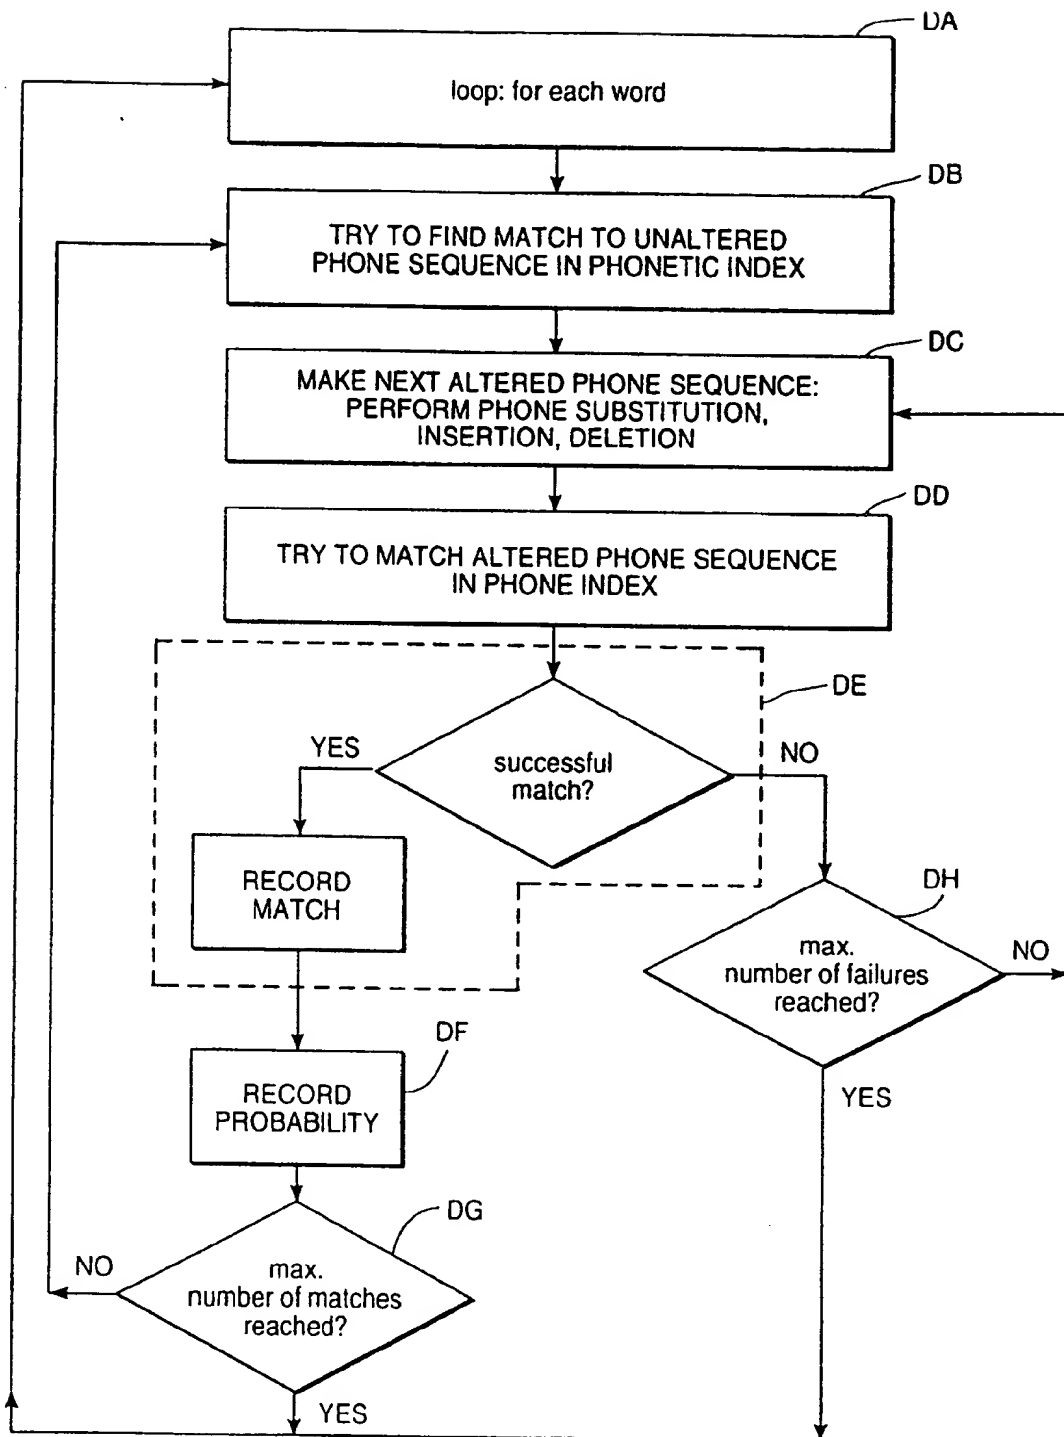 DA
loop: for each word
DB
TRY TO FIND MATCH TO UNALTERED
PHONE SEQUENCE IN PHONETIC INDEX
DC
MAKE NEXT ALTERED PHONE SEQUENCE:
PERFORM PHONE SUBSTITUTION,
INSERTION, DELETION
DD
TRY TO MATCH ALTERED PHONE SEQUENCE
IN PHONE INDEX
DE
YES
successful
match?
NO
RECORD
MATCH
DH
max.
number of failures
reached?
NO
YES
DF
RECORD
PROBABILITY
DG
max.
number of matches
reached?
NO
YES